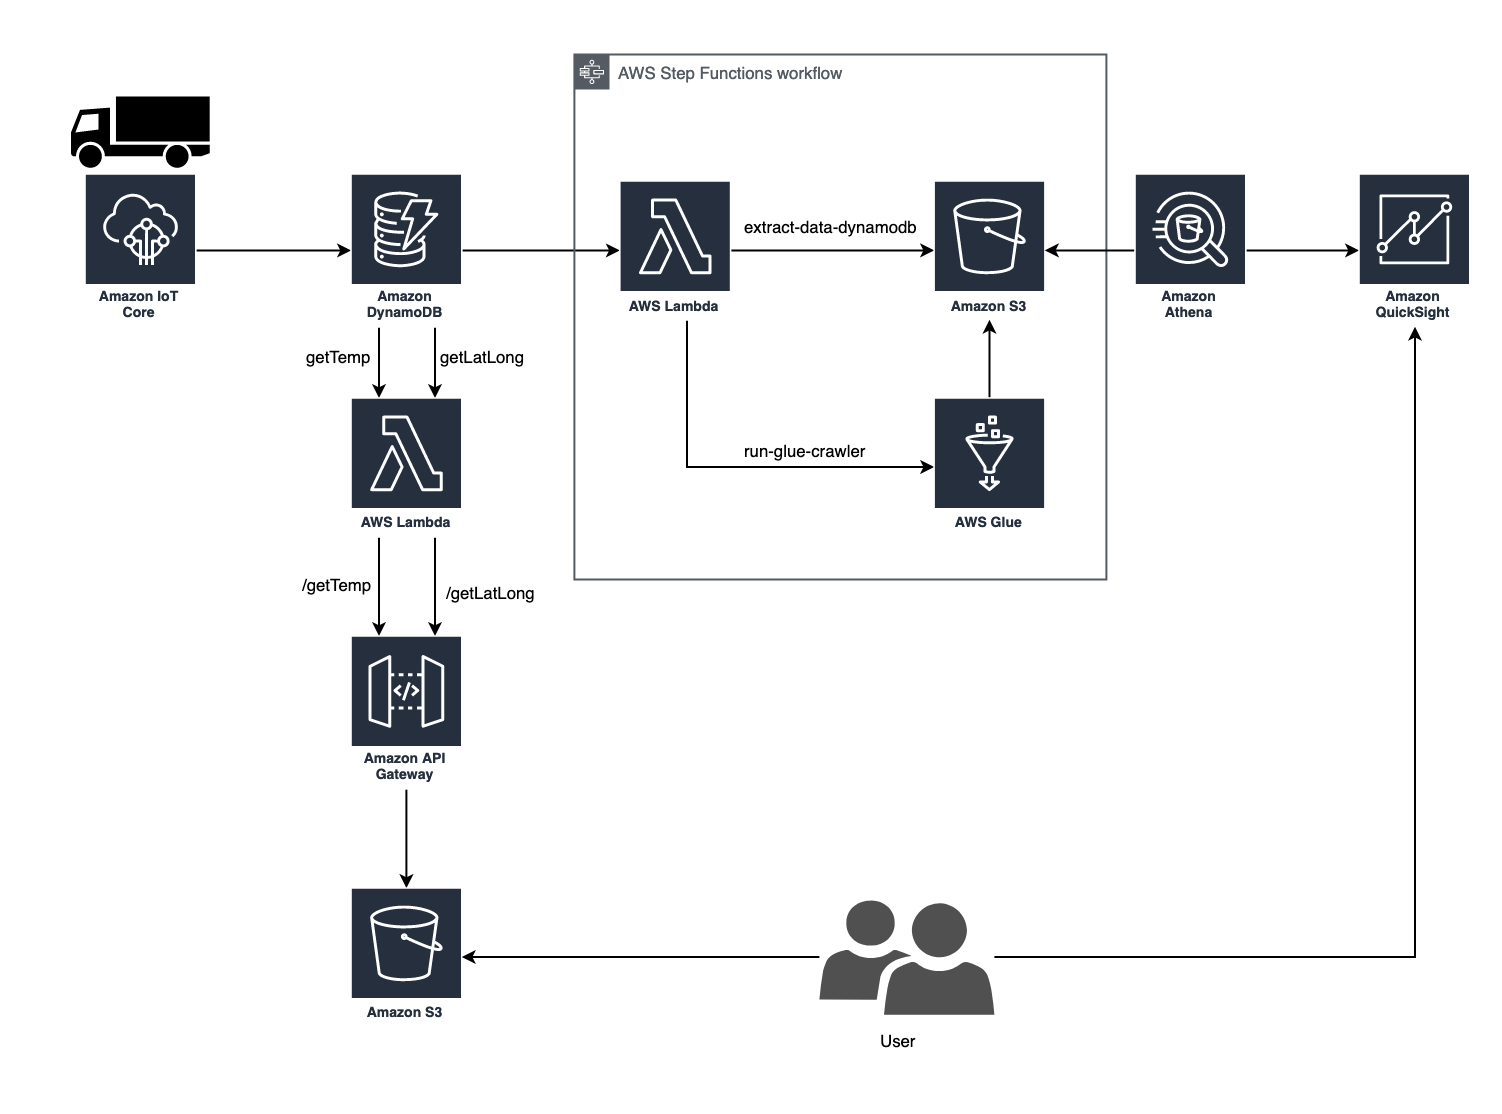 AWS Step Functions workflow
extract-data-dynamodb
Amazon IoT
Core
Amazon
DynamoDB
AWS Lambda
Amazon S3
Amazon
Athena
Amazon
QuickSight
getTemp
getLatLong
run-glue-crawler
AWS Lambda
AWS Glue
/getTemp
/getLatLong
</>
Amazon API
Gateway
Amazon S3
User